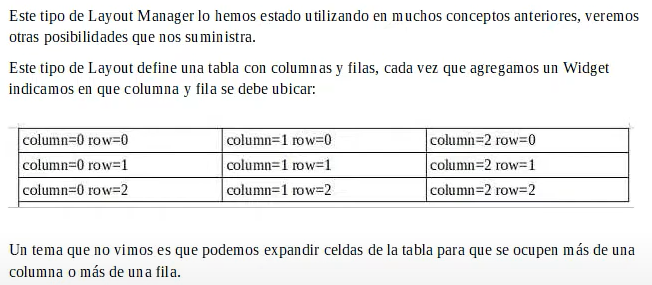 Este tipo de Layout Manager lo hemos estado utilizando en muchos conceptos anteriores, veremos
otras posibilidades que nos suministra.
Este tipo de Layout define una tabla con columnas y filas, cada vez que agregamos un Widget
indicamos en que columna y fila se debe ubicar:
column=0 row=0 column=1 row=0 column=2 row=0
column=0 row=1 column=1 row=1 column=2 row=1
column=0 row=2 column=1 row=2 column=2 row=2
Un tema que no vimos es que podemos expandir celdas de la tabla para que se ocupen más de una
columna o más de una fila.